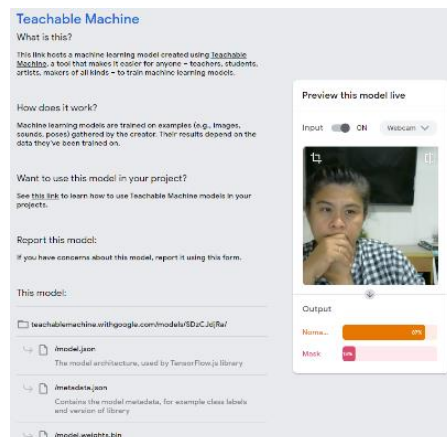 Teachable Machine
What is this?
This link hosts a machine learning model created using Teachable
Machine, a tool that makes it easier for anyone – teachers, students,
artists, makers of all kinds – to train machine learning models.
How does it work?
Machine learning models are trained on examples (e.g., images,
sounds, poses) gathered by the creator. Their results depend on the
data they've been trained on.
Want to use this model in your project?
See this link to learn how to use Teachable Machine models in your
projects.
Report this model:
If you have concerns about this model, report it using this form.
This model:
/model.json
The model architecture, used by TensorFlow.js library
/metadata.json
Contains the model metadata, for example class labels
and version of library
/model.weights.bin
Preview this model live
Input ON Webcam
Output
Mask